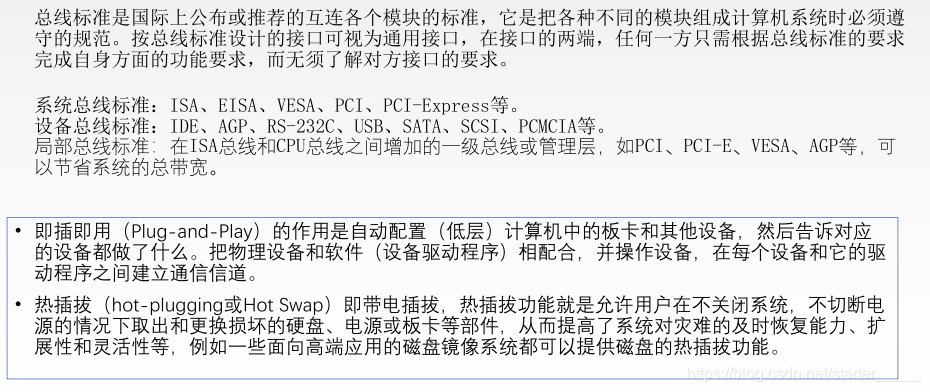 总线标准是国际上公布或推荐的互连各个模块的标准，它是把各种不同的模块组成计算机系统时必须遵
守的规范。按总线标准设计的接口可视为通用接口，在接口的两端，任何一方只需根据总线标准的要求
完成自身方面的功能要求，而无须了解对方接口的要求。
系统总线标准：ISA、EISA、VESA、PCI、PCI-Express等。
设备总线标准：IDE、AGP、RS-232C、USB、SATA、SCSI、PCMCIA等。
局部总线标准：在ISA总线和CPU总线之间增加的一级总线或管理层，如PCI、PCI-E、VESA、AGP等，可
以节省系统的总带宽。
• 即插即用（Plug-and-Play）的作用是自动配置（低层）计算机中的板卡和其他设备，然后告诉对应
的设备都做了什么。把物理设备和软件（设备驱动程序）相配合，并操作设备，在每个设备和它的驱
动程序之间建立通信信道。
• 热插拔（hot-plugging或Hot Swap）即带电插拔，热插拔功能就是允许用户在不关闭系统，不切断电
源的情况下取出和更换损坏的硬盘、电源或板卡等部件，从而提高了系统对灾难的及时恢复能力、扩
展性和灵活性等，例如一些面向高端应用的磁盘镜像系统都可以提供磁盘的热插拔功能。